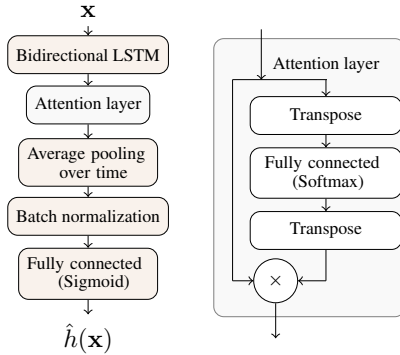 x
Bidirectional LSTM
Attention layer
Average pooling
over time
Batch normalization
Fully connected
(Sigmoid)
ĥ(x)
Attention layer
Transpose
Fully connected
(Softmax)
Transpose
×